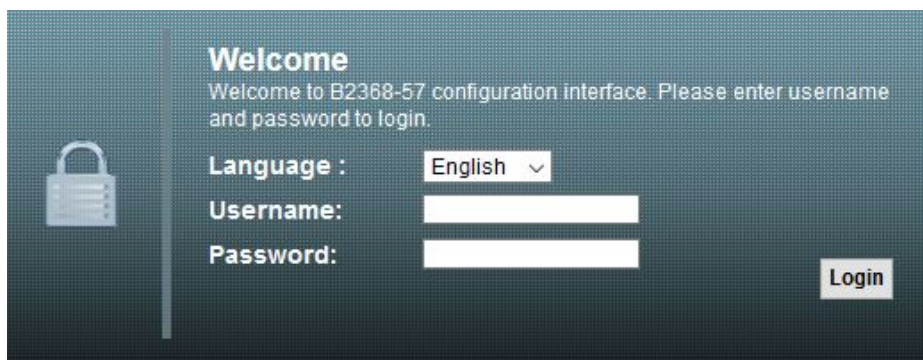 Welcome
Welcome to B2368-57 configuration interface. Please enter username
and password to login.
Language : English
Username:
Password:
Login